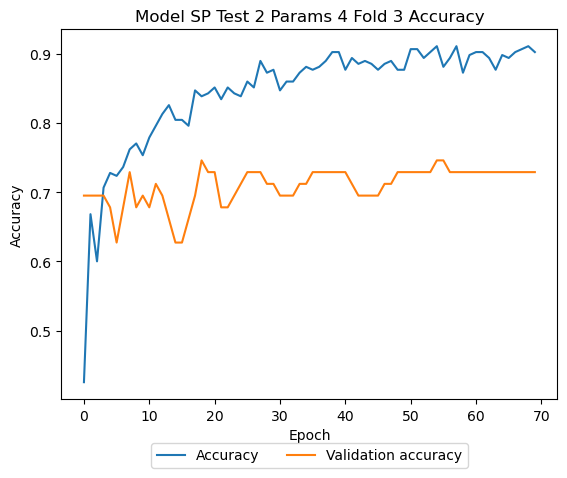 Model SP Test 2 Params 4 Fold 3 Accuracy
Accuracy
0.9
0.8
0.7
0.6
0.5
0 10 20 30 40 50 60 70
Epoch
Accuracy Validation accuracy